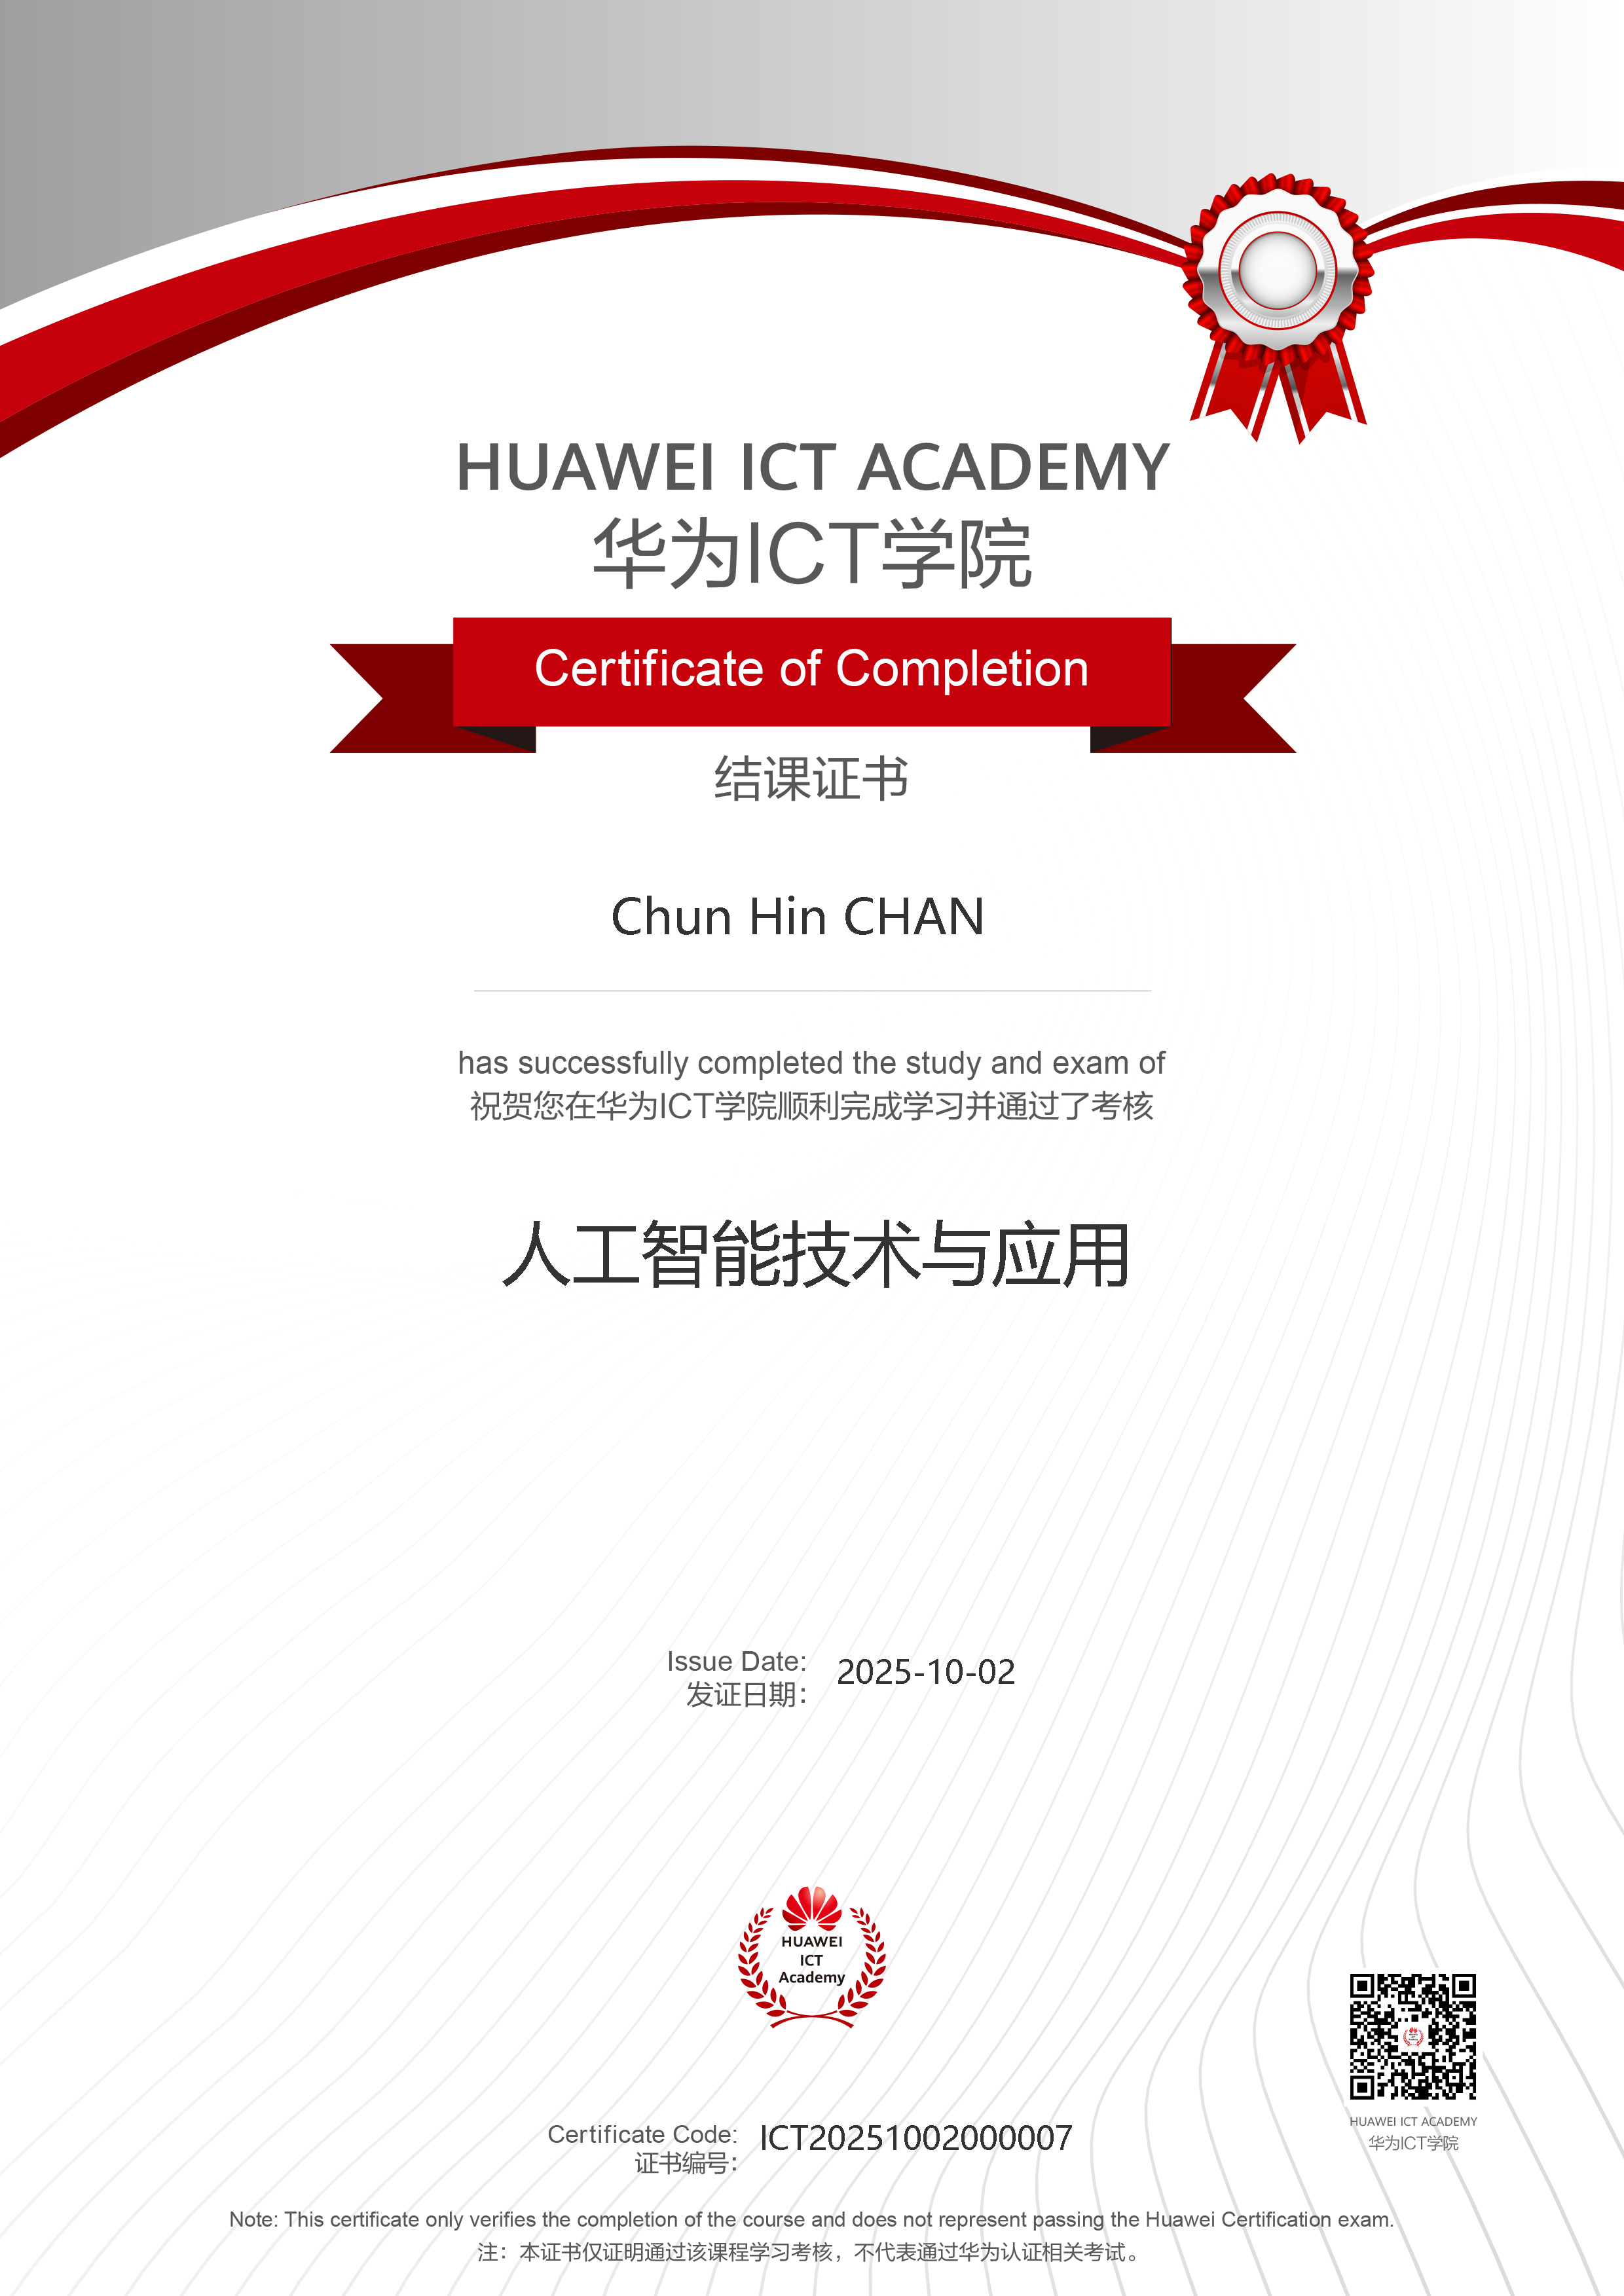 HUAWEI ICT ACADEMY
华为ICT学院
Certificate of Completion
结课证书
Chun Hin CHAN
has successfully completed the study and exam of
祝贺您在华为ICT学院顺利完成学习并通过了考核
人工智能技术与应用
Issue Date: 2025-10-02
发证日期：
HUAWEI
ICT
Academy
HUAWEI ICT ACADEMY
华为ICT学院
Certificate Code: ICT20251002000007
证书编号：
Note: This certificate only verifies the completion of the course and does not represent passing the Huawei Certification exam.
注：本证书仅证明通过该课程学习考核，不代表通过华为认证相关考试。